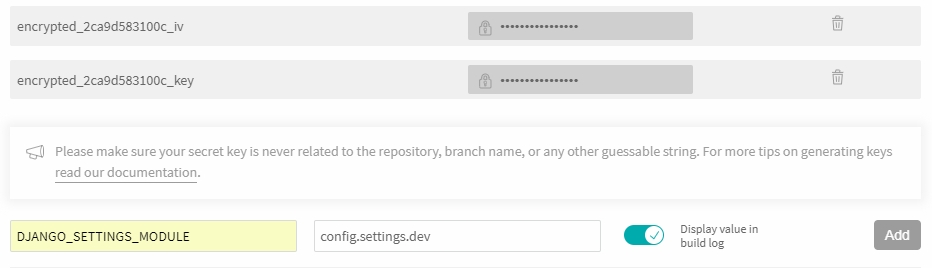 encrypted_2ca9d583100c_iv ••••••••••••••••
encrypted_2ca9d583100c_key ••••••••••••••••
Please make sure your secret key is never related to the repository, branch name, or any other guessable string. For more tips on generating keys
read our documentation.
DJANGO_SETTINGS_MODULE config.settings.dev Display value in
build log Add